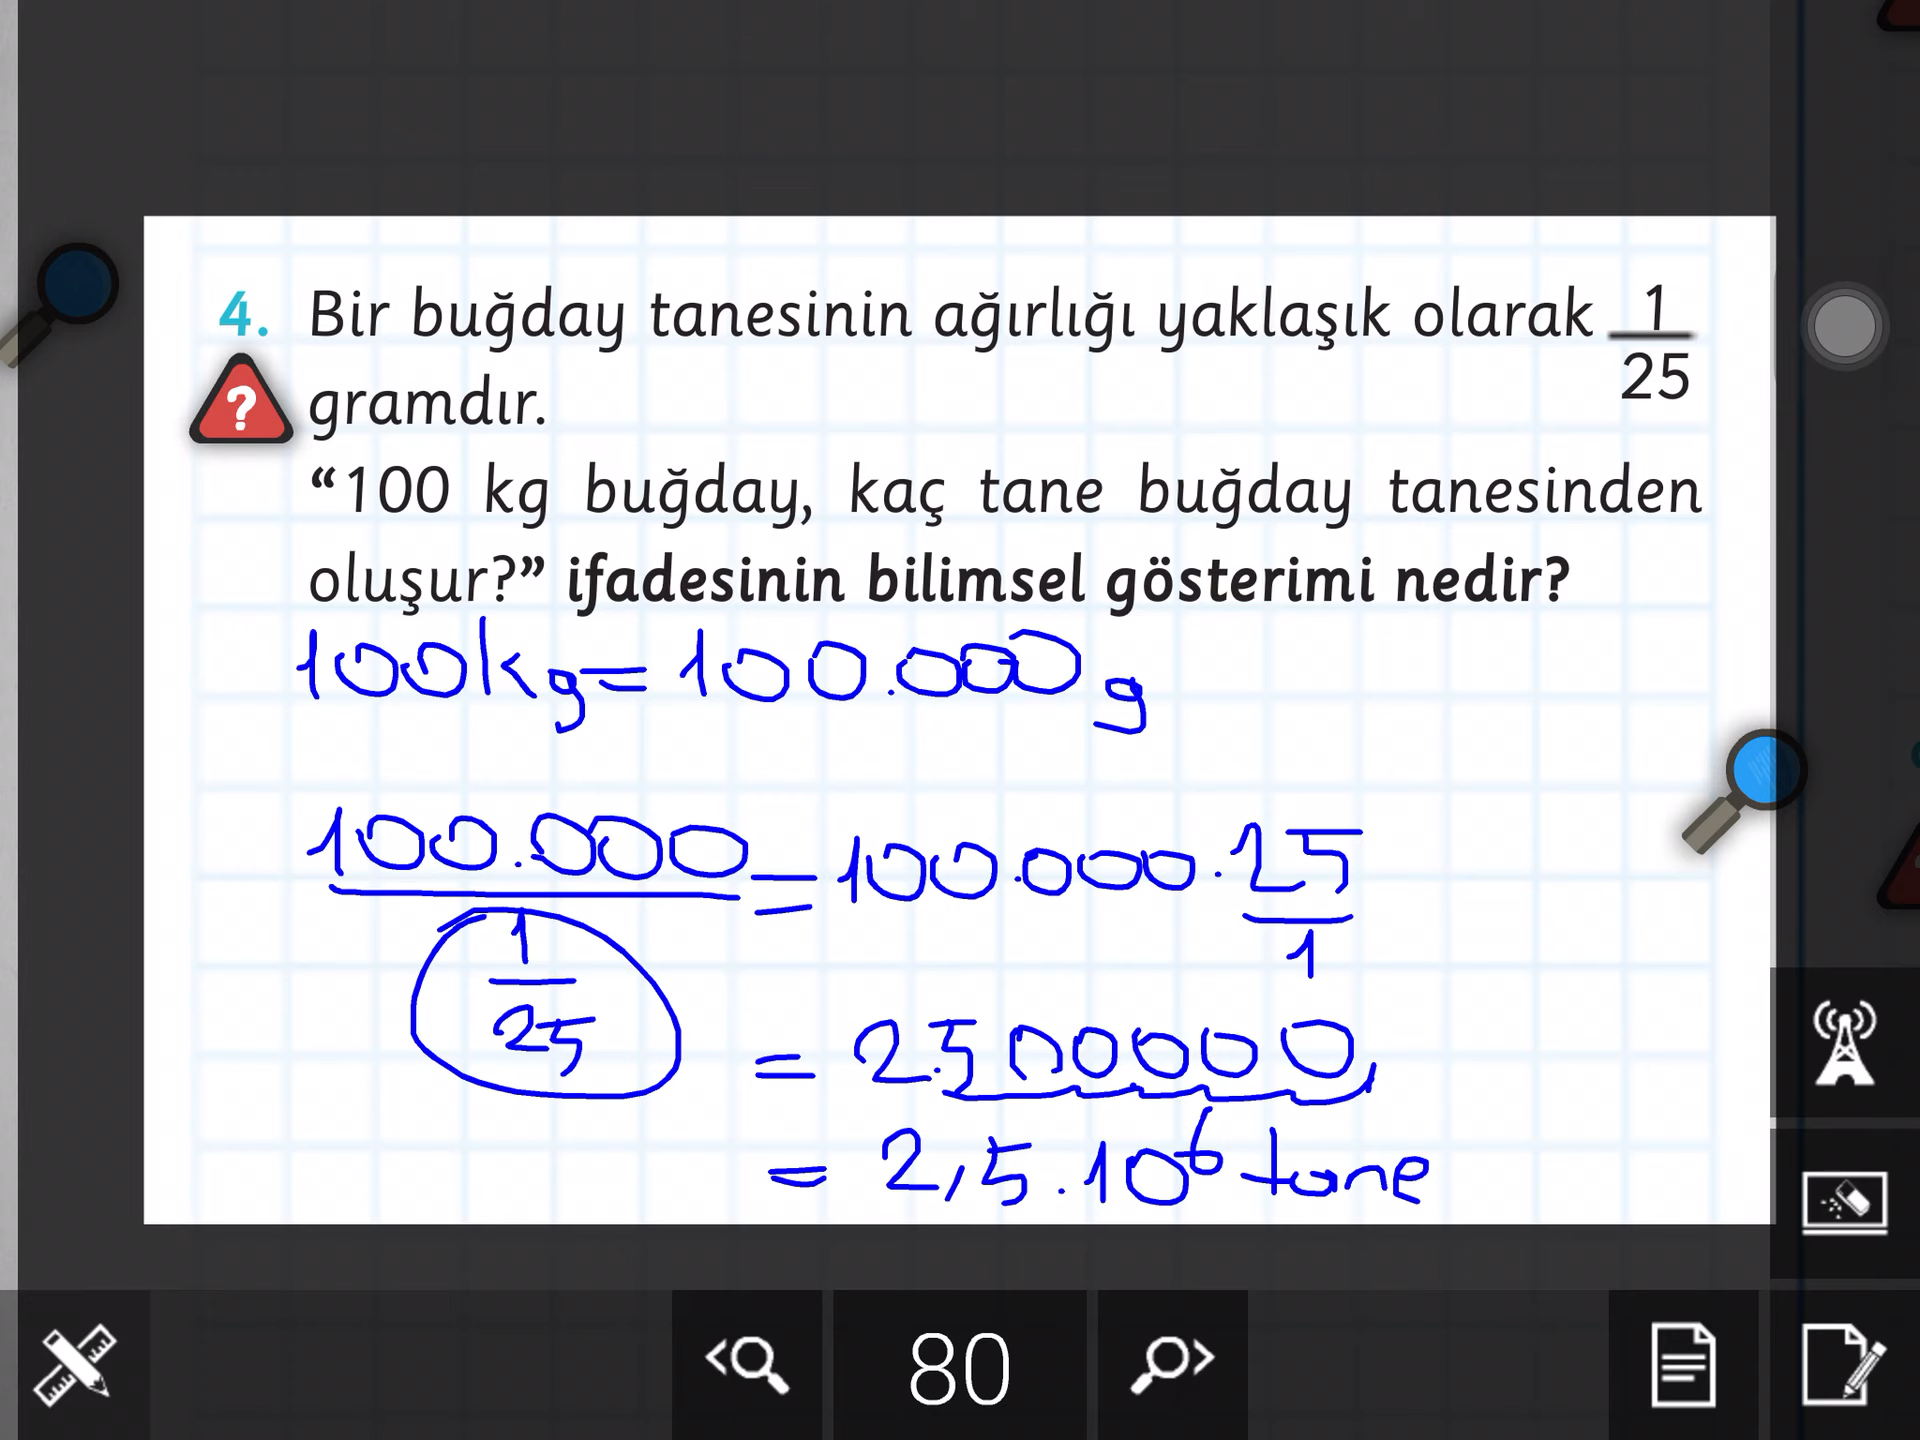 4. Bir buğday tanesinin ağırlığı yaklaşık olarak 1/25
? gramdır.
“100 kg buğday, kaç tane buğday tanesinden
oluşur?” ifadesinin bilimsel gösterimi nedir?
100kg = 100.000 g
100.000 / 1/25 = 100.000 . 25/1
= 2.500000,
= 2,5 . 10⁶ tane
80